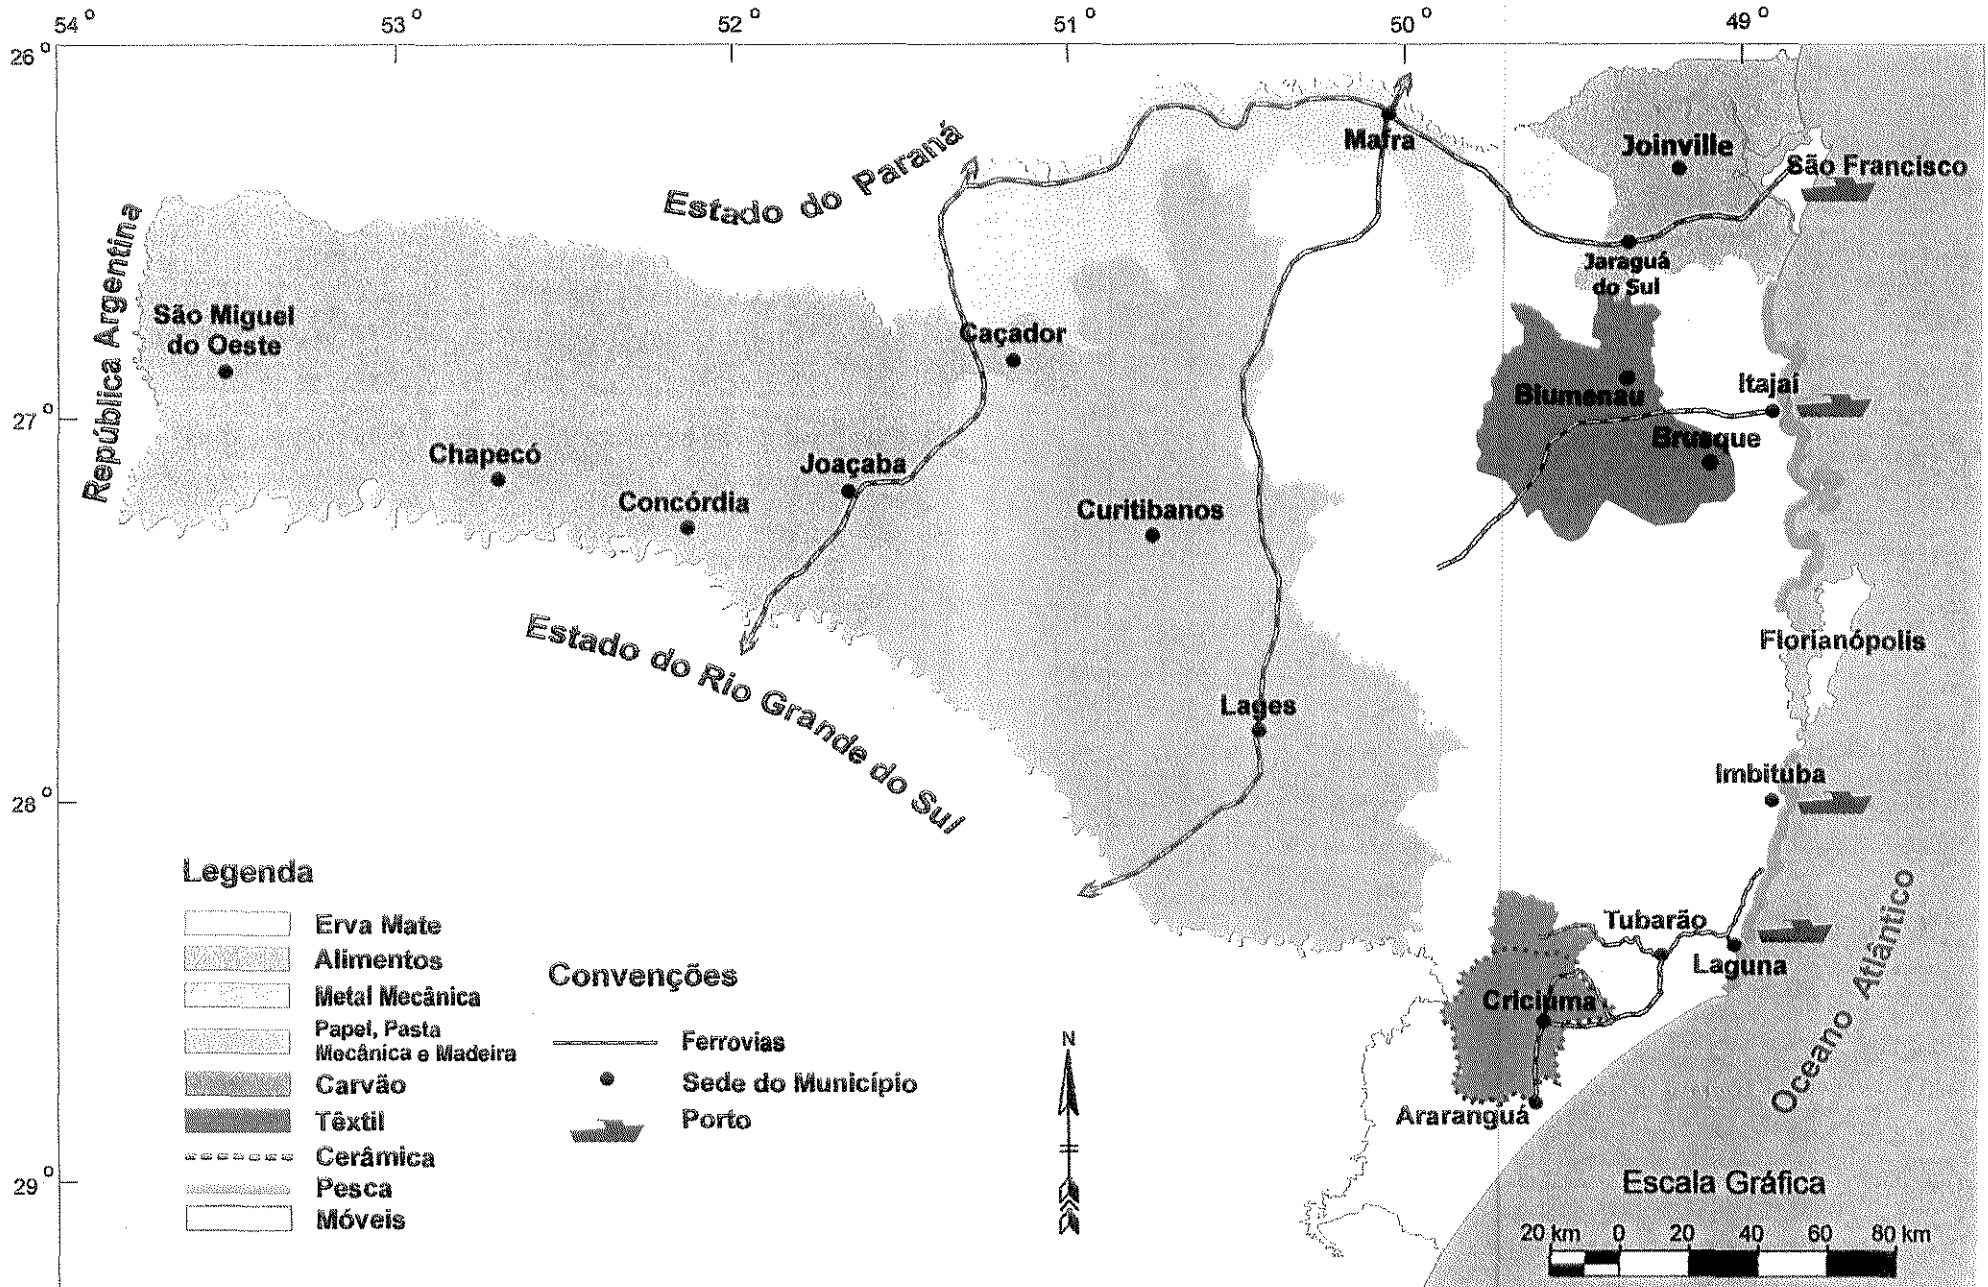 54°
53°
52°
51°
50°
49°
26°
27°
28°
29°
Estado do Paraná
República Argentina
Estado do Rio Grande do Sul
Oceano Atlântico
Mafra
Joinville
São Francisco
Jaraguá
do Sul
São Miguel
do Oeste
Caçador
Blumenau
Itajaí
Brusque
Chapecó
Joaçaba
Concórdia
Curitibanos
Florianópolis
Lages
Imbituba
Tubarão
Laguna
Criciúma
Araranguá
Legenda
Erva Mate
Alimentos
Metal Mecânica
Papel, Pasta
Mecânica e Madeira
Carvão
Têxtil
Cerâmica
Pesca
Móveis
Convenções
Ferrovias
Sede do Município
Porto
N
Escala Gráfica
20 km 0 20 40 60 80 km